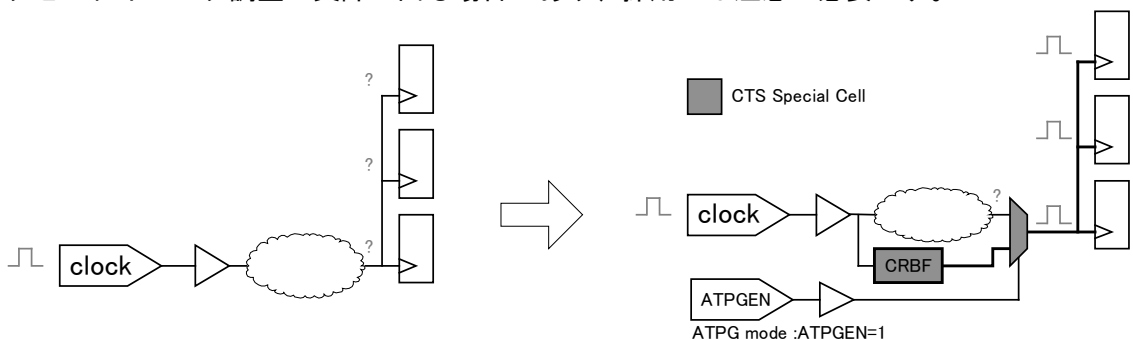 ?
?
?
clock
CTS Special Cell
?
clock
CRBF
ATPGEN
ATPG mode :ATPGEN=1